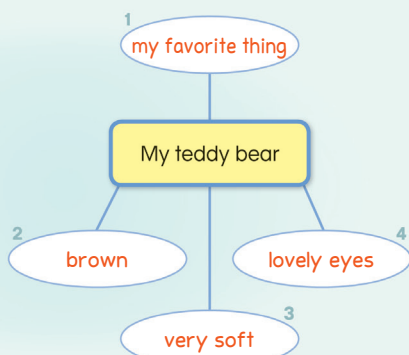 1
my favorite thing
My teddy bear
2
brown
4
lovely eyes
3
very soft